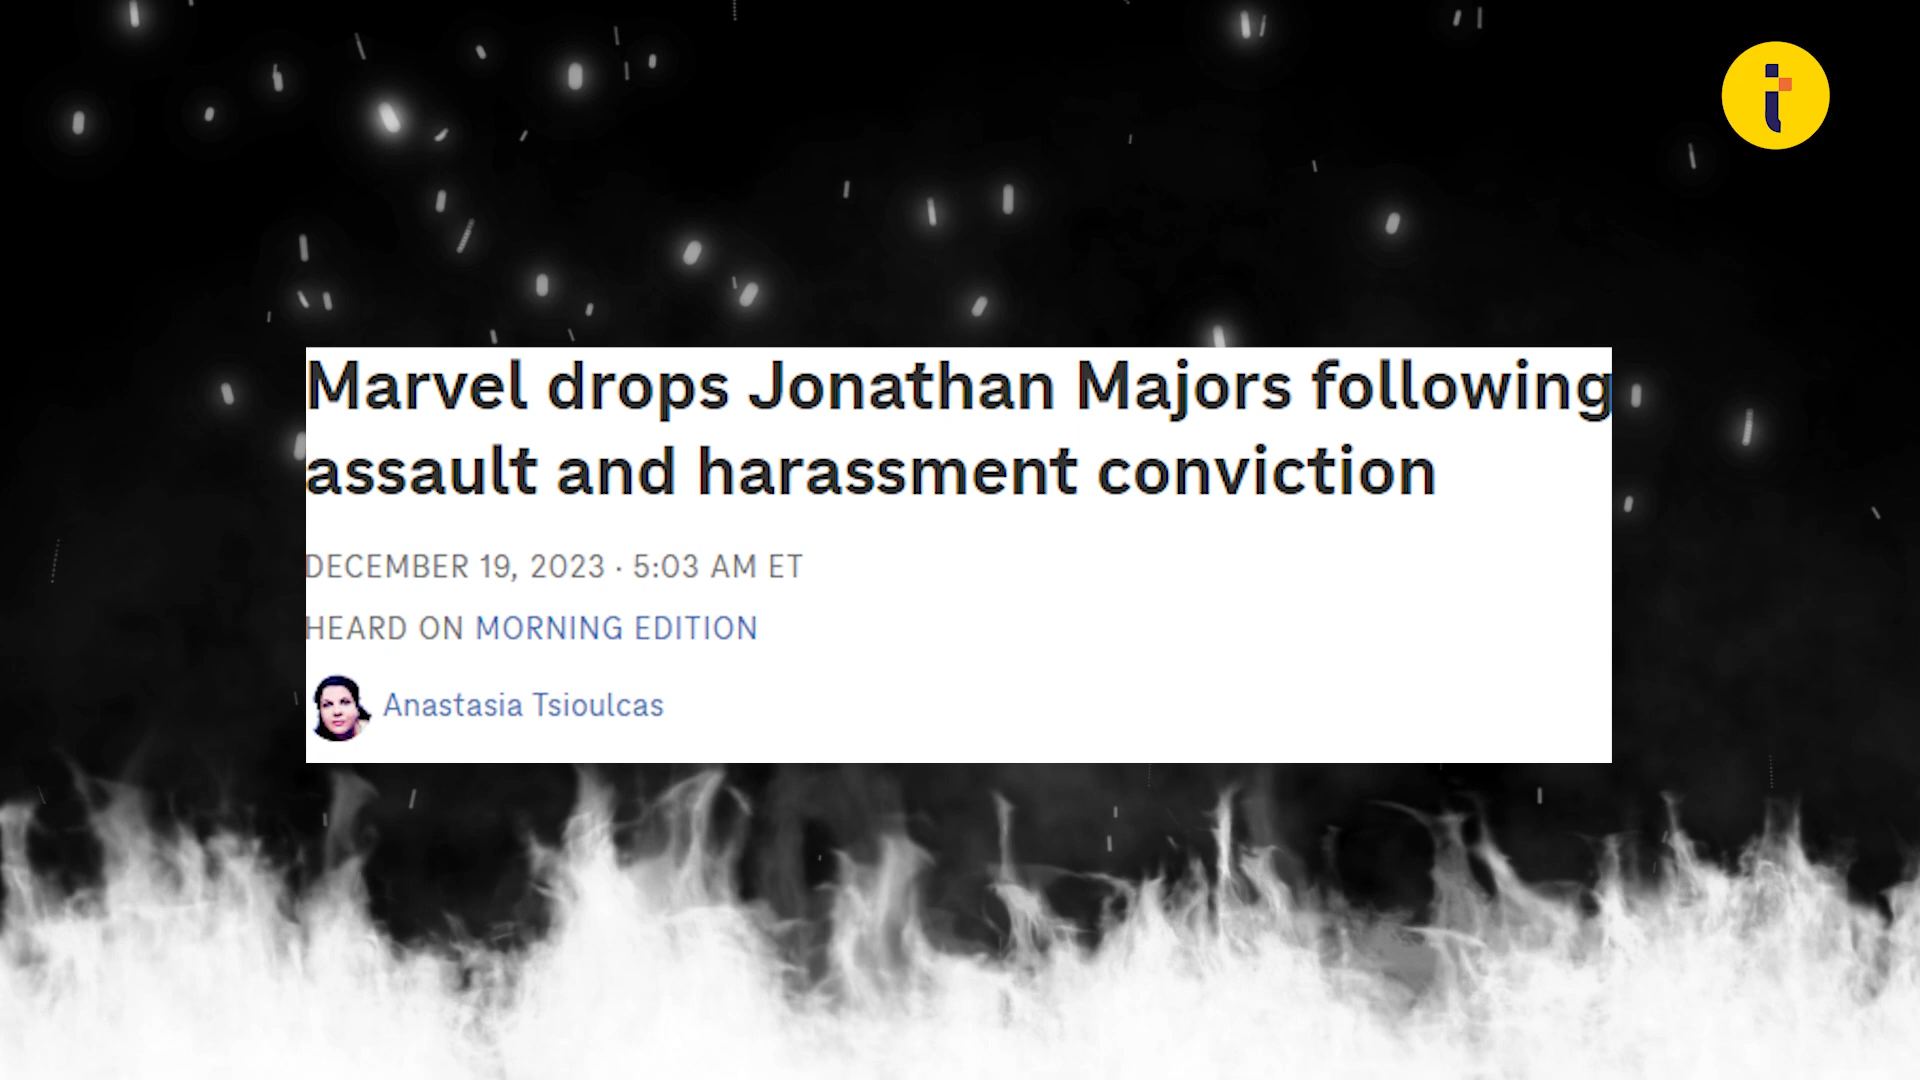 Marvel drops Jonathan Majors following
assault and harassment conviction
DECEMBER 19, 2023 · 5:03 AM ET
HEARD ON MORNING EDITION
Anastasia Tsioulcas